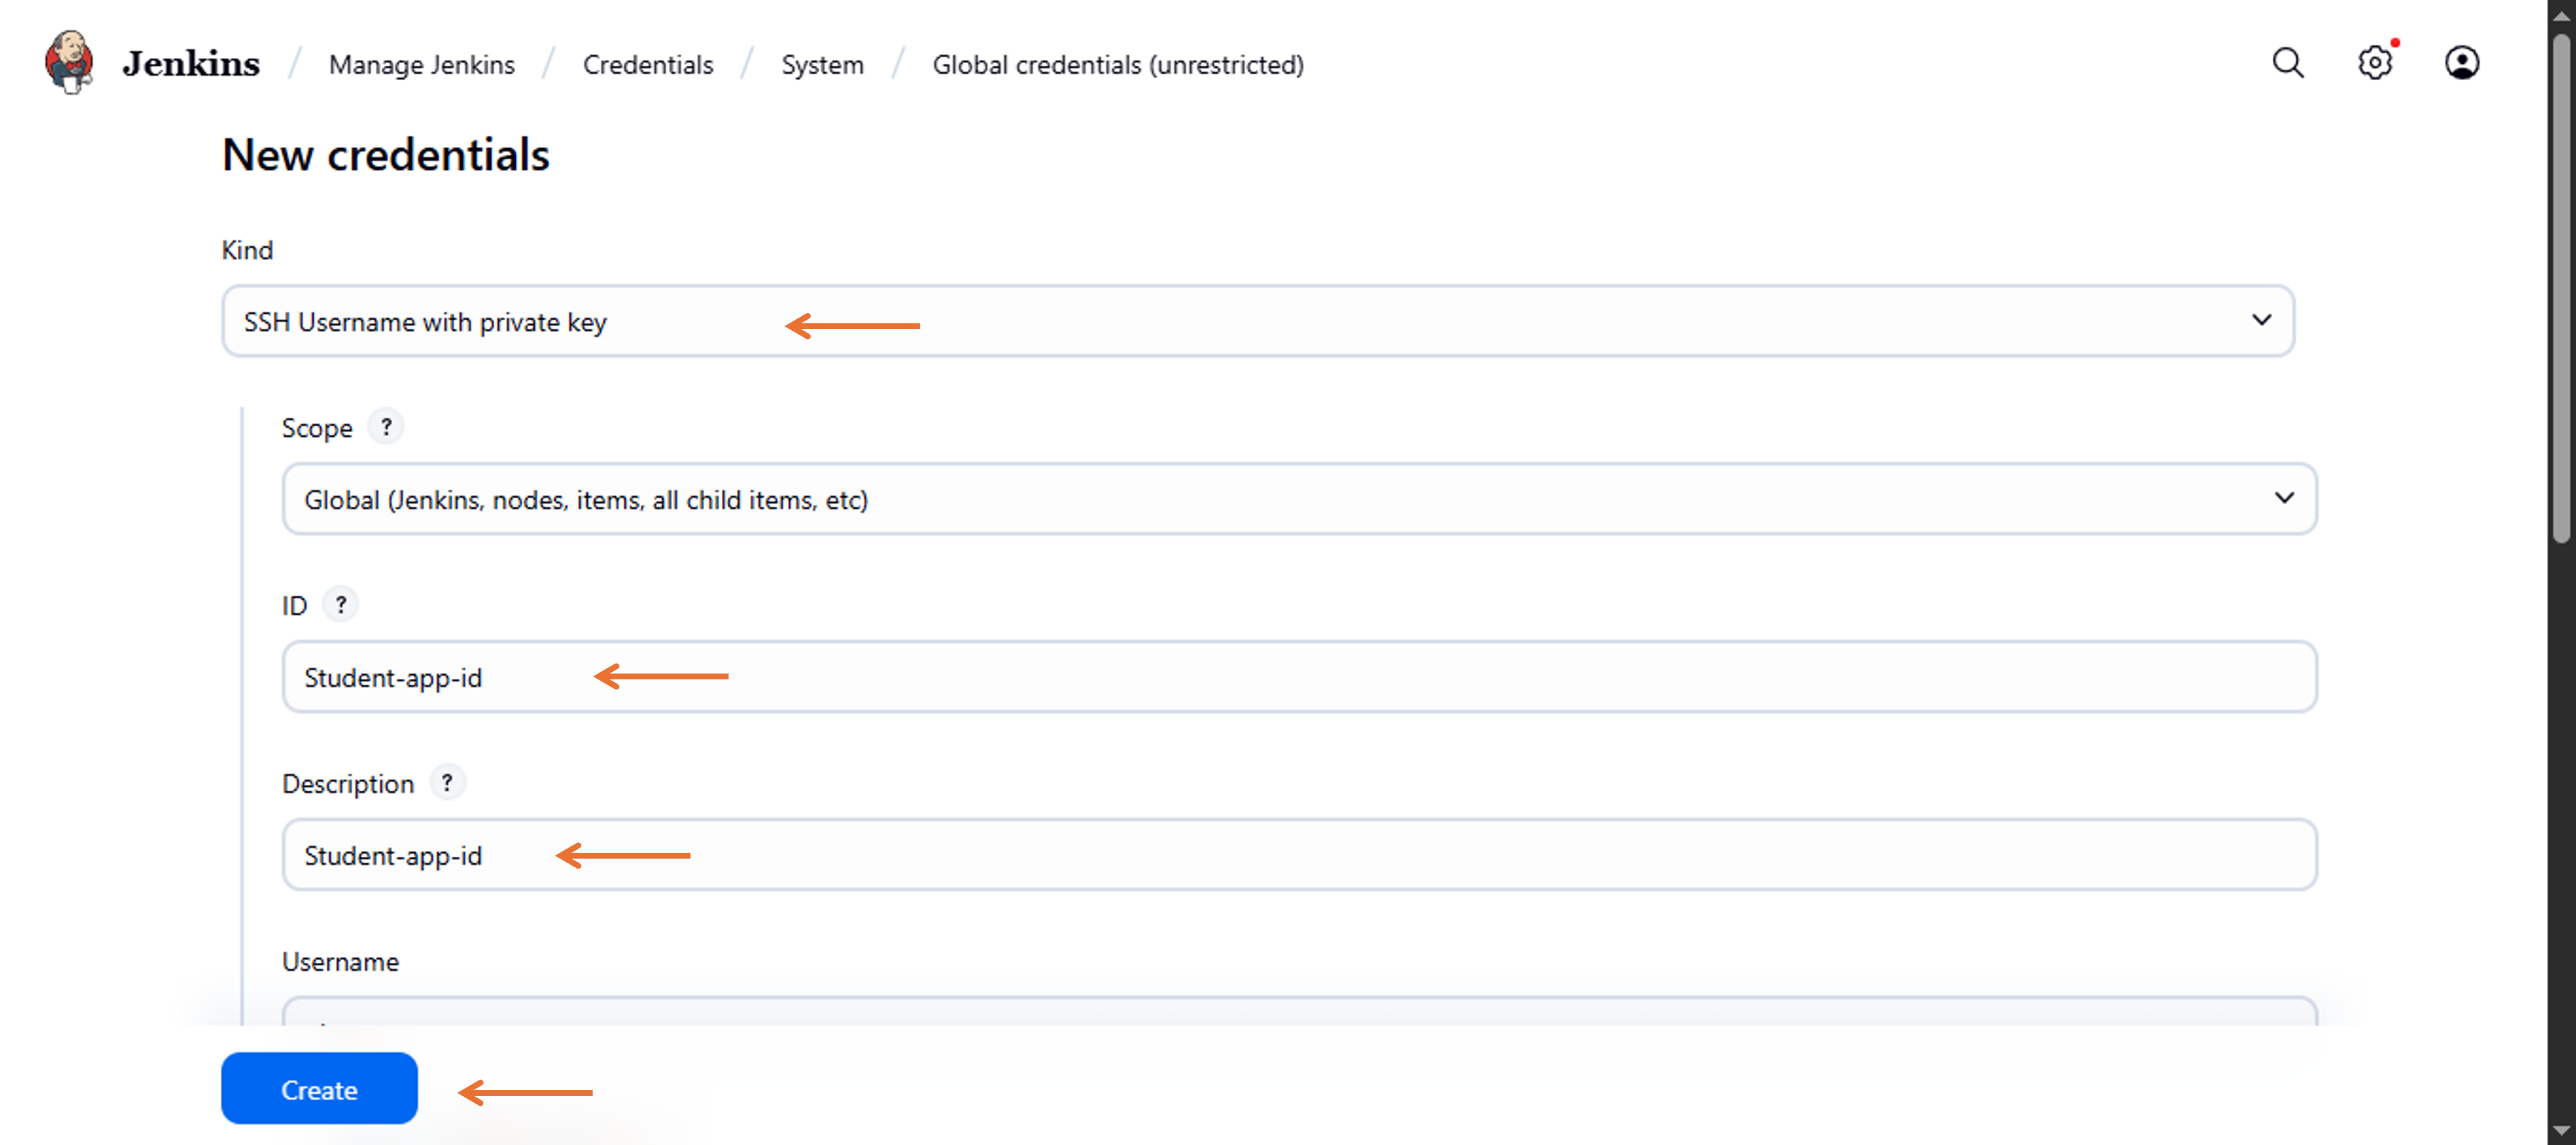 Jenkins / Manage Jenkins / Credentials / System / Global credentials (unrestricted)
New credentials
Kind
SSH Username with private key
Scope ?
Global (Jenkins, nodes, items, all child items, etc)
ID ?
Student-app-id
Description ?
Student-app-id
Username
Create